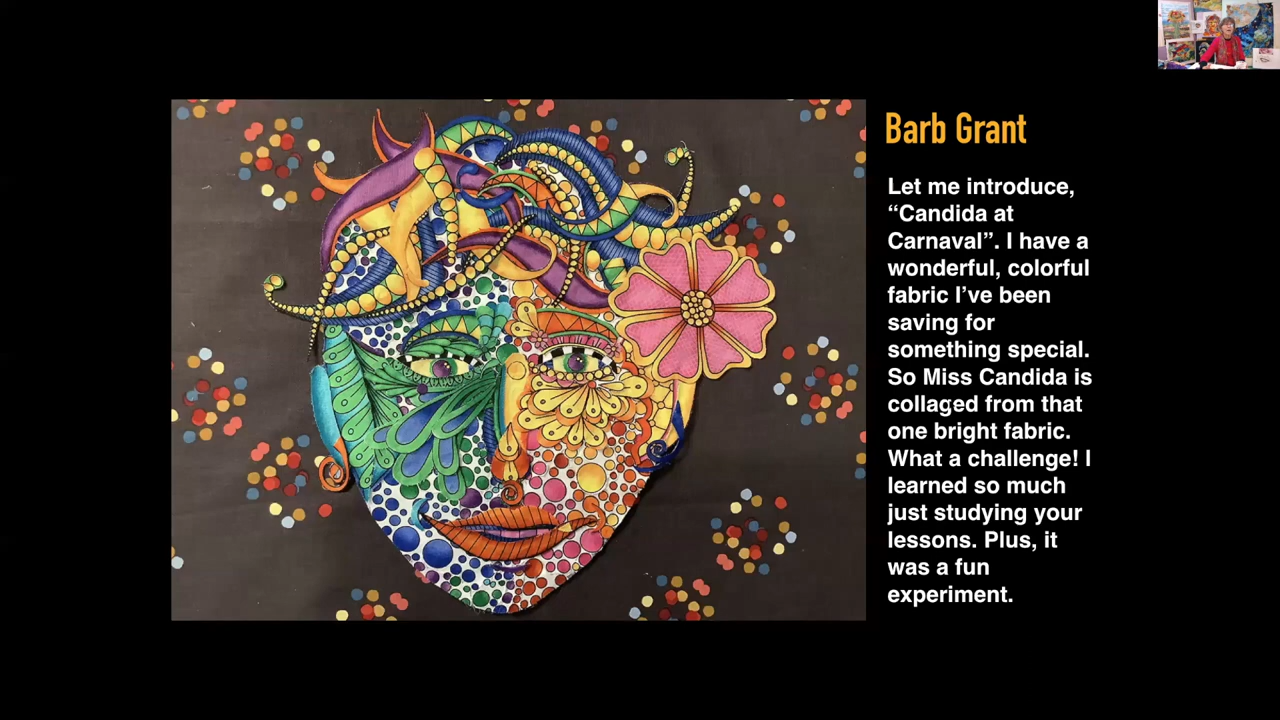 Barb Grant
Let me introduce,
“Candida at
Carnaval”. I have a
wonderful, colorful
fabric I’ve been
saving for
something special.
So Miss Candida is
collaged from that
one bright fabric.
What a challenge! I
learned so much
just studying your
lessons. Plus, it
was a fun
experiment.